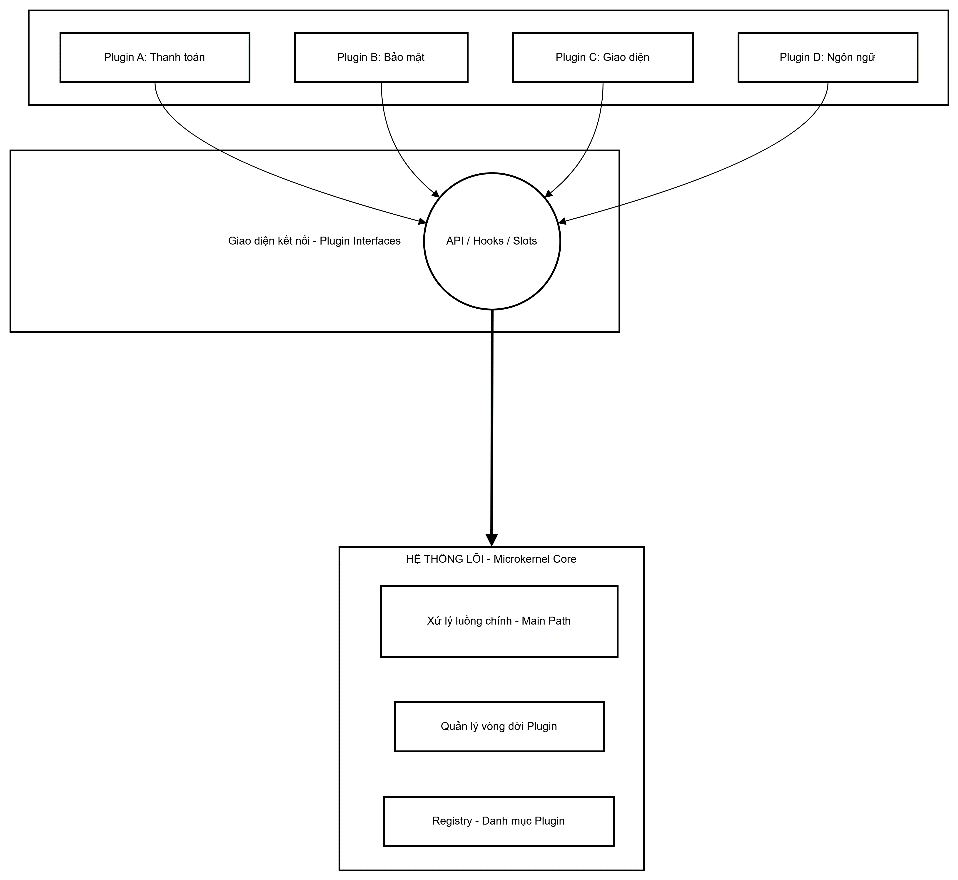 Plugin A: Thanh toán
Plugin B: Bảo mật
Plugin C: Giao diện
Plugin D: Ngôn ngữ
Giao diện kết nối - Plugin Interfaces
API / Hooks / Slots
HỆ THỐNG LÕI - Microkernel Core
Xử lý luồng chính - Main Path
Quản lý vòng đời Plugin
Registry - Danh mục Plugin